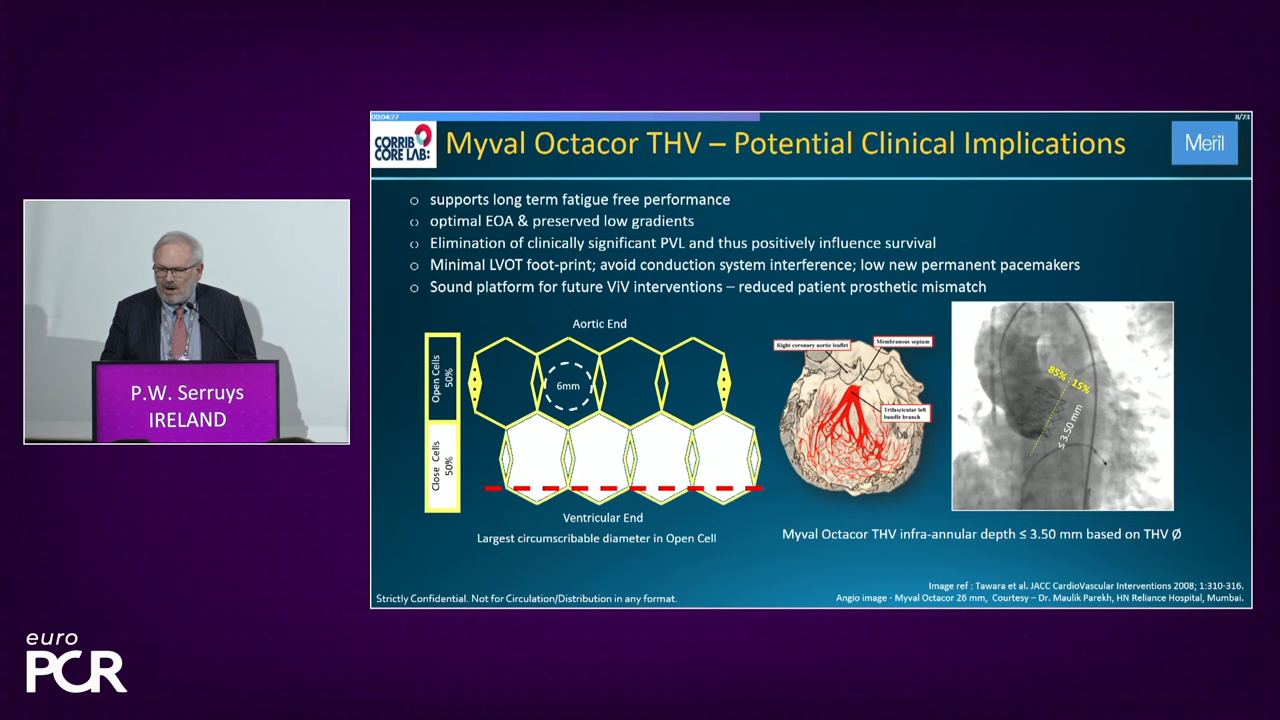 00:04:27
8/23
CORRIB
CORE LAB:
Myval Octacor THV – Potential Clinical Implications
Meril
supports long term fatigue free performance
optimal EOA & preserved low gradients
Elimination of clinically significant PVL and thus positively influence survival
Minimal LVOT foot-print; avoid conduction system interference; low new permanent pacemakers
Sound platform for future ViV interventions – reduced patient prosthetic mismatch
Aortic End
Open Cells
50%
6mm
Close Cells
50%
Ventricular End
Largest circumscribable diameter in Open Cell
Right coronary aortic leaflet
Membranous septum
Trifascicular left
bundle branch
85% 15%
≤ 3.50 mm
Myval Octacor THV infra-annular depth ≤ 3.50 mm based on THV Ø
Image ref : Tawara et al. JACC CardioVascular Interventions 2008; 1:310-316.
Strictly Confidential. Not for Circulation/Distribution in any format.
Angio image - Myval Octacor 26 mm, Courtesy – Dr. Maulik Parekh, HN Reliance Hospital, Mumbai.
P.W. Serruys
IRELAND
euro
PCR